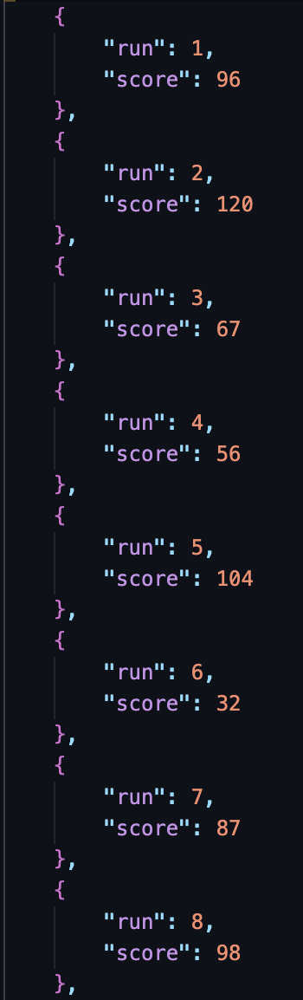 {
"run": 1,
"score": 96
},
{
"run": 2,
"score": 120
},
{
"run": 3,
"score": 67
},
{
"run": 4,
"score": 56
},
{
"run": 5,
"score": 104
},
{
"run": 6,
"score": 32
},
{
"run": 7,
"score": 87
},
{
"run": 8,
"score": 98
},